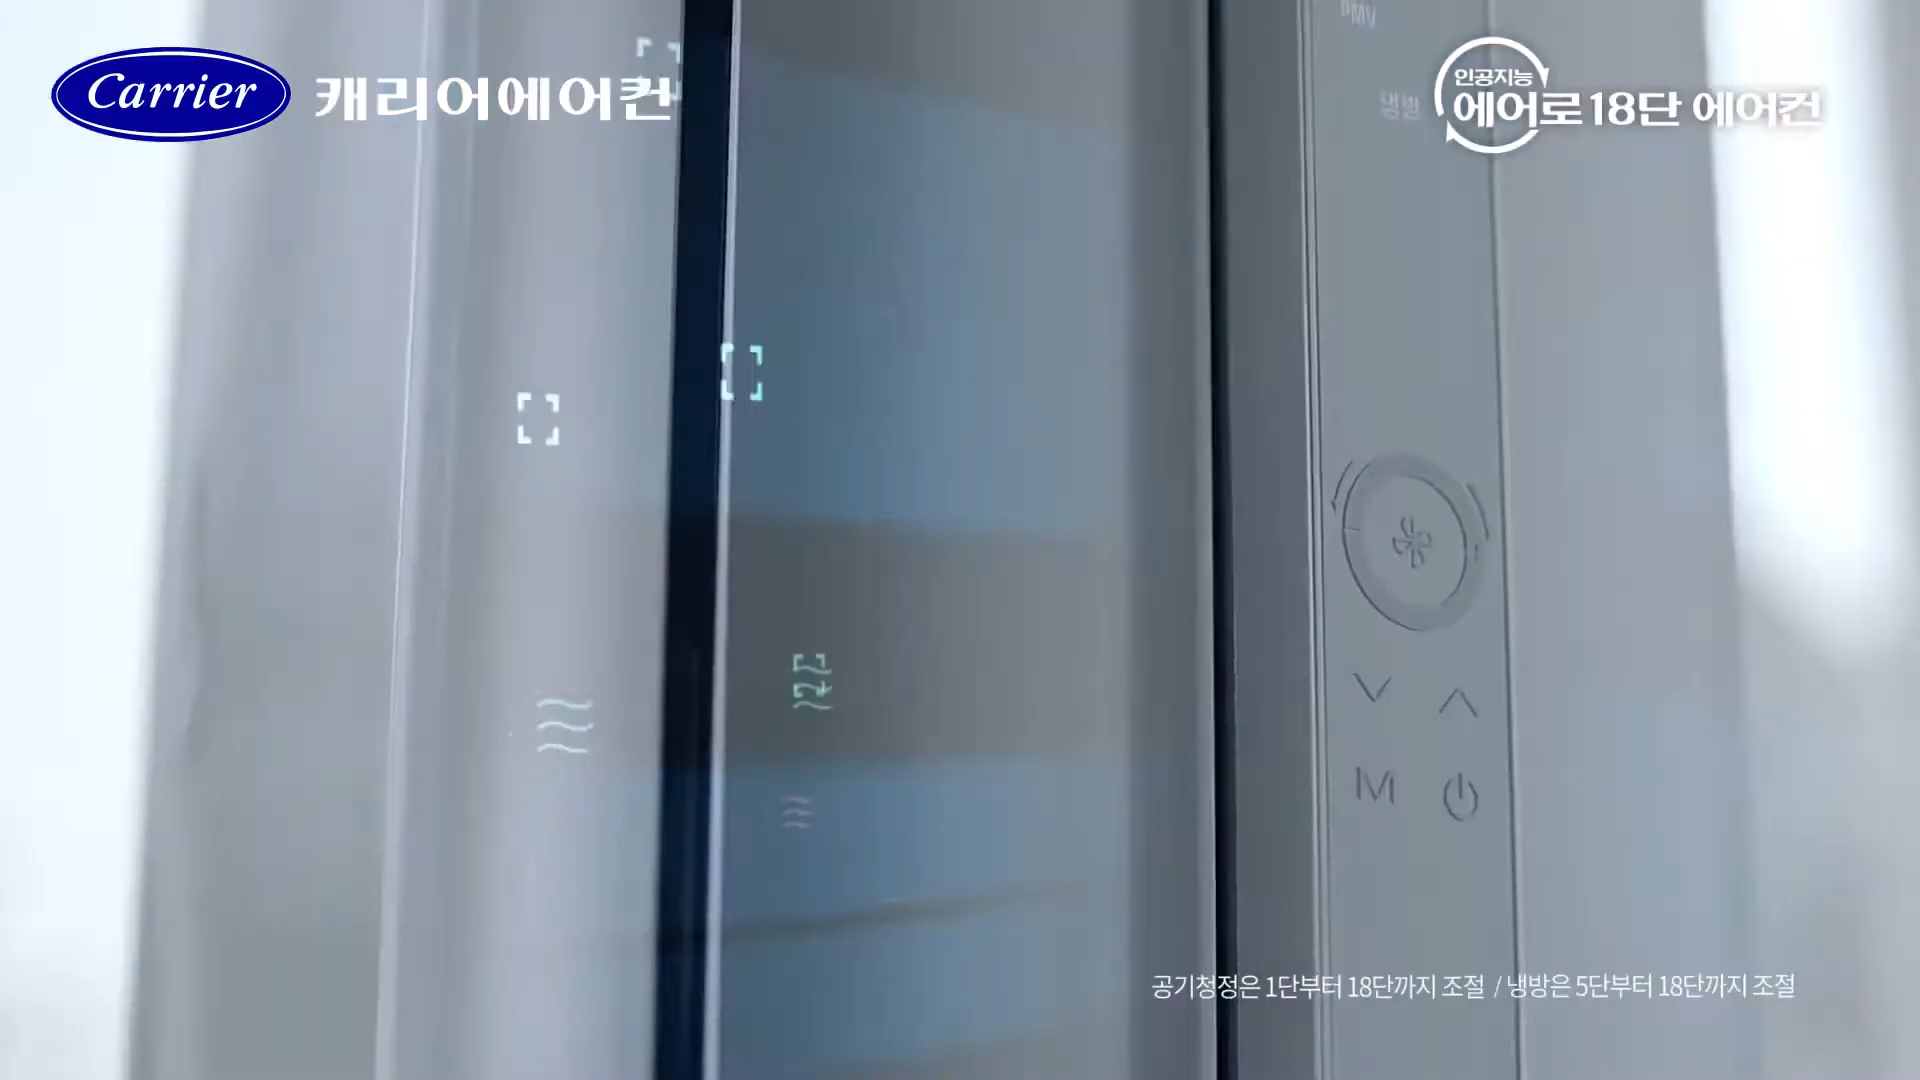 Carrier 캐리어에어컨
PMV
냉방
인공지능
에어로 18단 에어컨
M
공기청정은 1단부터 18단까지 조절 / 냉방은 5단부터 18단까지 조절